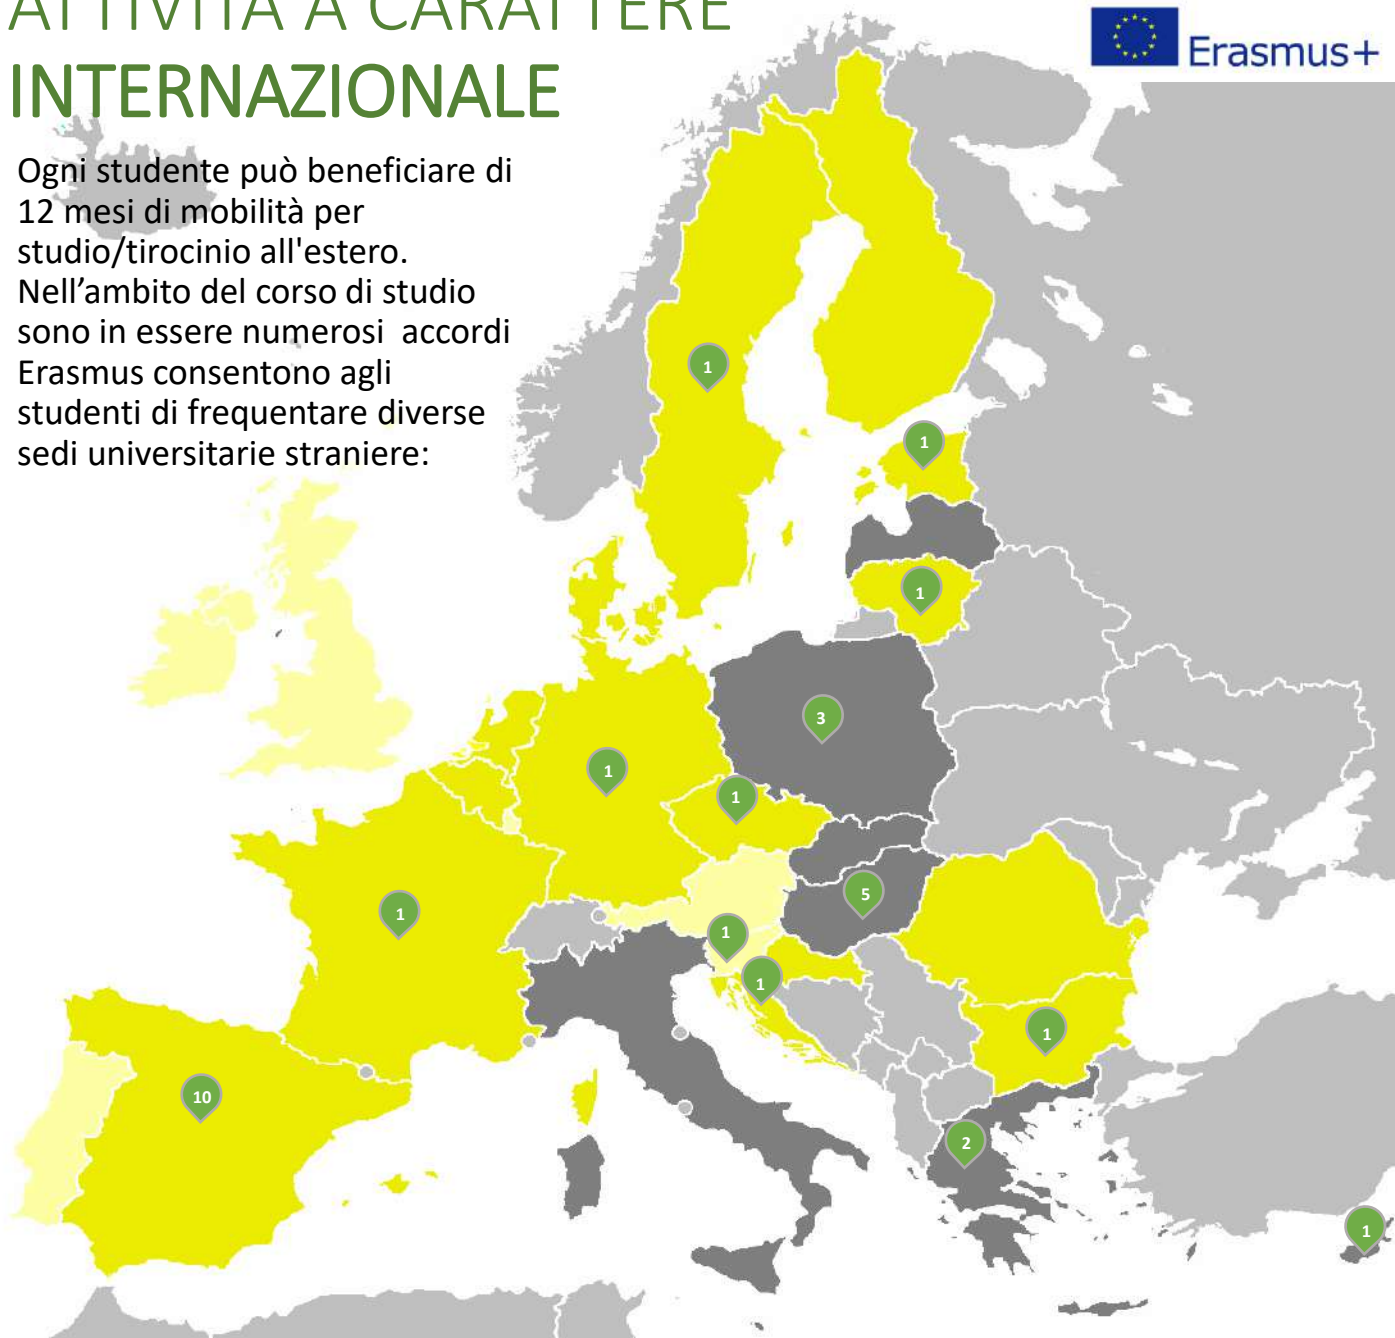 ATTIVITÀ A CARATTERE
INTERNAZIONALE
Erasmus+
Ogni studente può beneficiare di
12 mesi di mobilità per
studio/tirocinio all'estero.
Nell’ambito del corso di studio
sono in essere numerosi  accordi
Erasmus consentono agli
studenti di frequentare diverse
sedi universitarie straniere:
1
1
1
3
1
1
5
1
1
1
1
10
2
1